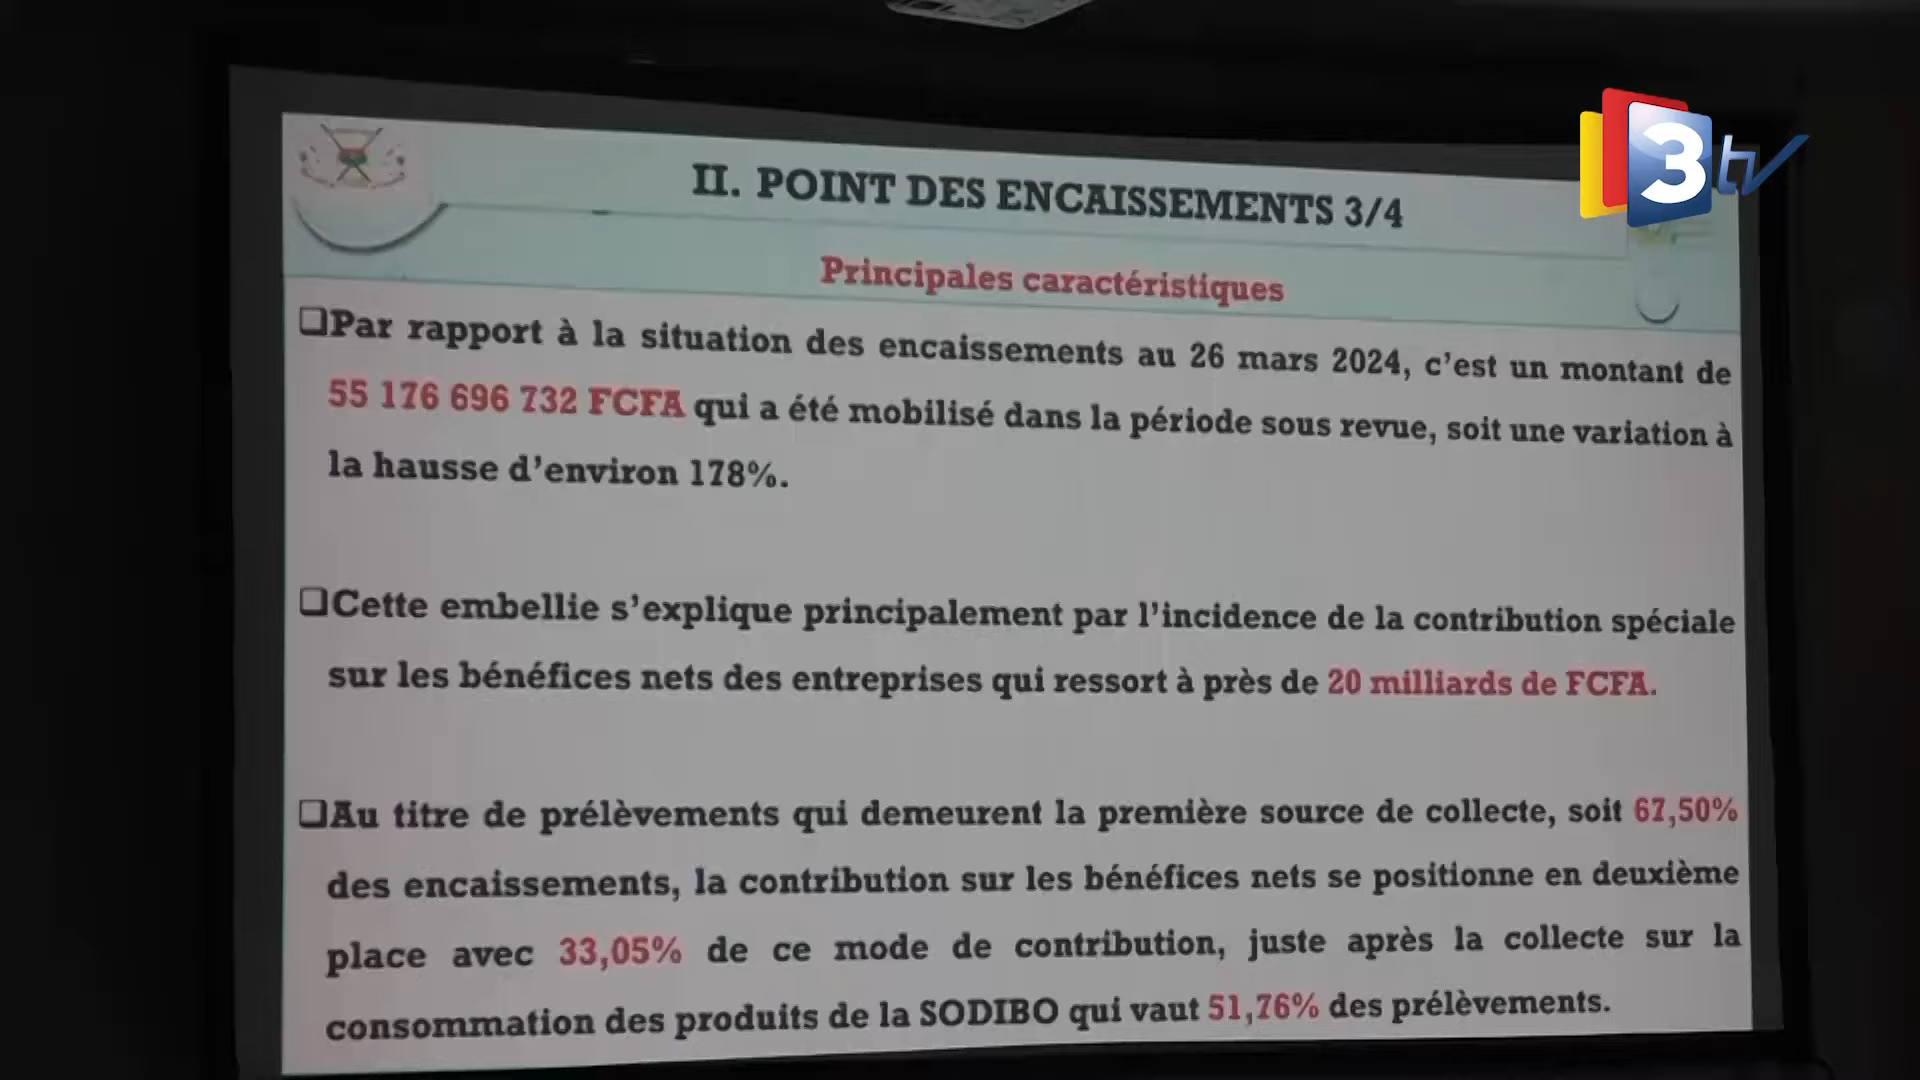 3tv
II. POINT DES ENCAISSEMENTS 3/4
Principales caractéristiques
❑Par rapport à la situation des encaissements au 26 mars 2024, c’est un montant de
55 176 696 732 FCFA qui a été mobilisé dans la période sous revue, soit une variation à
la hausse d’environ 178%.
❑Cette embellie s’explique principalement par l’incidence de la contribution spéciale
sur les bénéfices nets des entreprises qui ressort à près de 20 milliards de FCFA.
❑Au titre de prélèvements qui demeurent la première source de collecte, soit 67,50%
des encaissements, la contribution sur les bénéfices nets se positionne en deuxième
place avec 33,05% de ce mode de contribution, juste après la collecte sur la
consommation des produits de la SODIBO qui vaut 51,76% des prélèvements.